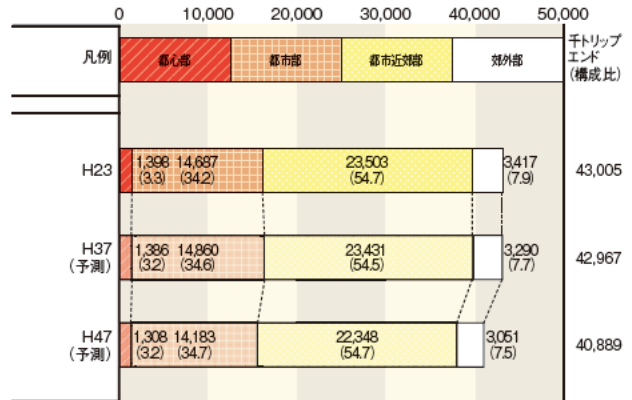 0 10,000 20,000 30,000 40,000 50,000
凡例 都心部 都市部 都市近郊部 郊外部 千トリップ
エンド
(構成比)
H23 1,398 14,687 23,503 3,417 43,005
(3.3) (34.2) (54.7) (7.9)
H37 1,386 14,860 23,431 3,290 42,967
(予測) (3.2) (34.6) (54.5) (7.7)
H47 1,308 14,183 22,348 3,051 40,889
(予測) (3.2) (34.7) (54.7) (7.5)